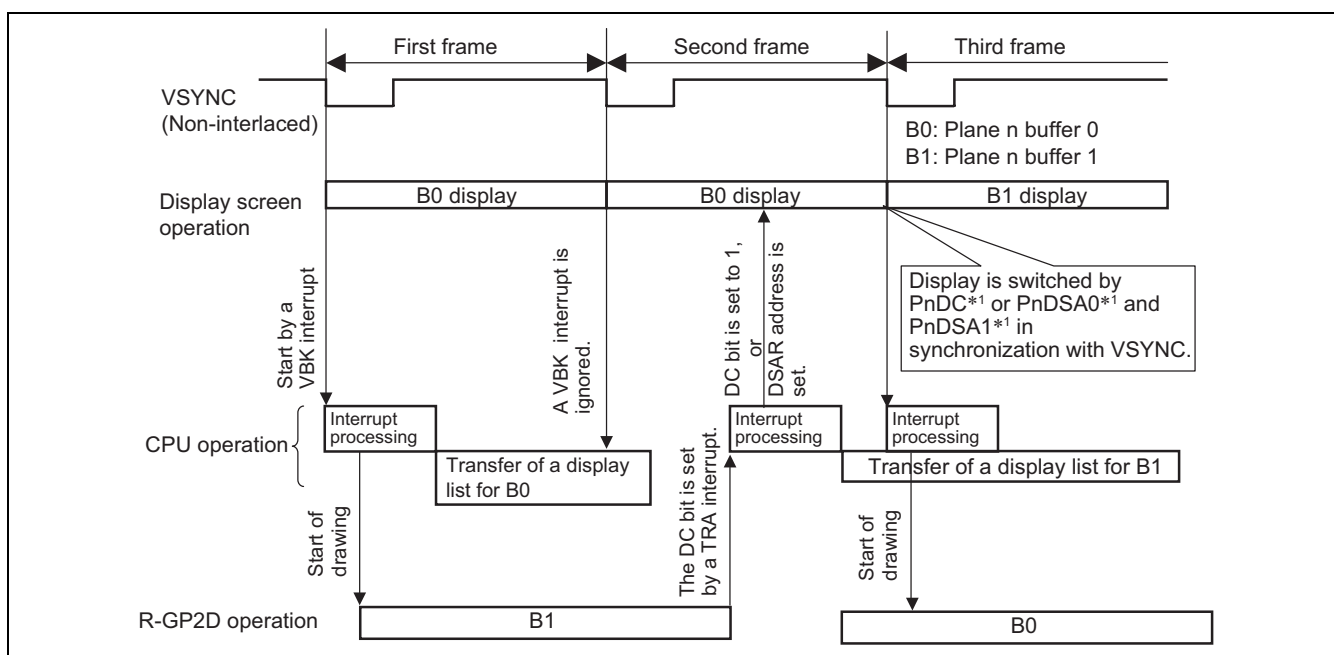 First frame
Second frame
Third frame
VSYNC
(Non-interlaced)
B0: Plane n buffer 0
B1: Plane n buffer 1
Display screen
operation
B0 display
B0 display
B1 display
Start by a
VBK interrupt
A VBK interrupt is
ignored.
DC bit is set to 1,
or
DSAR address is
set.
Display is switched by
PnDC*1 or PnDSA0*1 and
PnDSA1*1 in
synchronization with VSYNC.
CPU operation
Interrupt
processing
Transfer of a display
list for B0
Interrupt
processing
Interrupt
processing
Transfer of a display list for B1
Start of
drawing
The DC bit is set
by a TRA interrupt.
Start of
drawing
R-GP2D operation
B1
B0